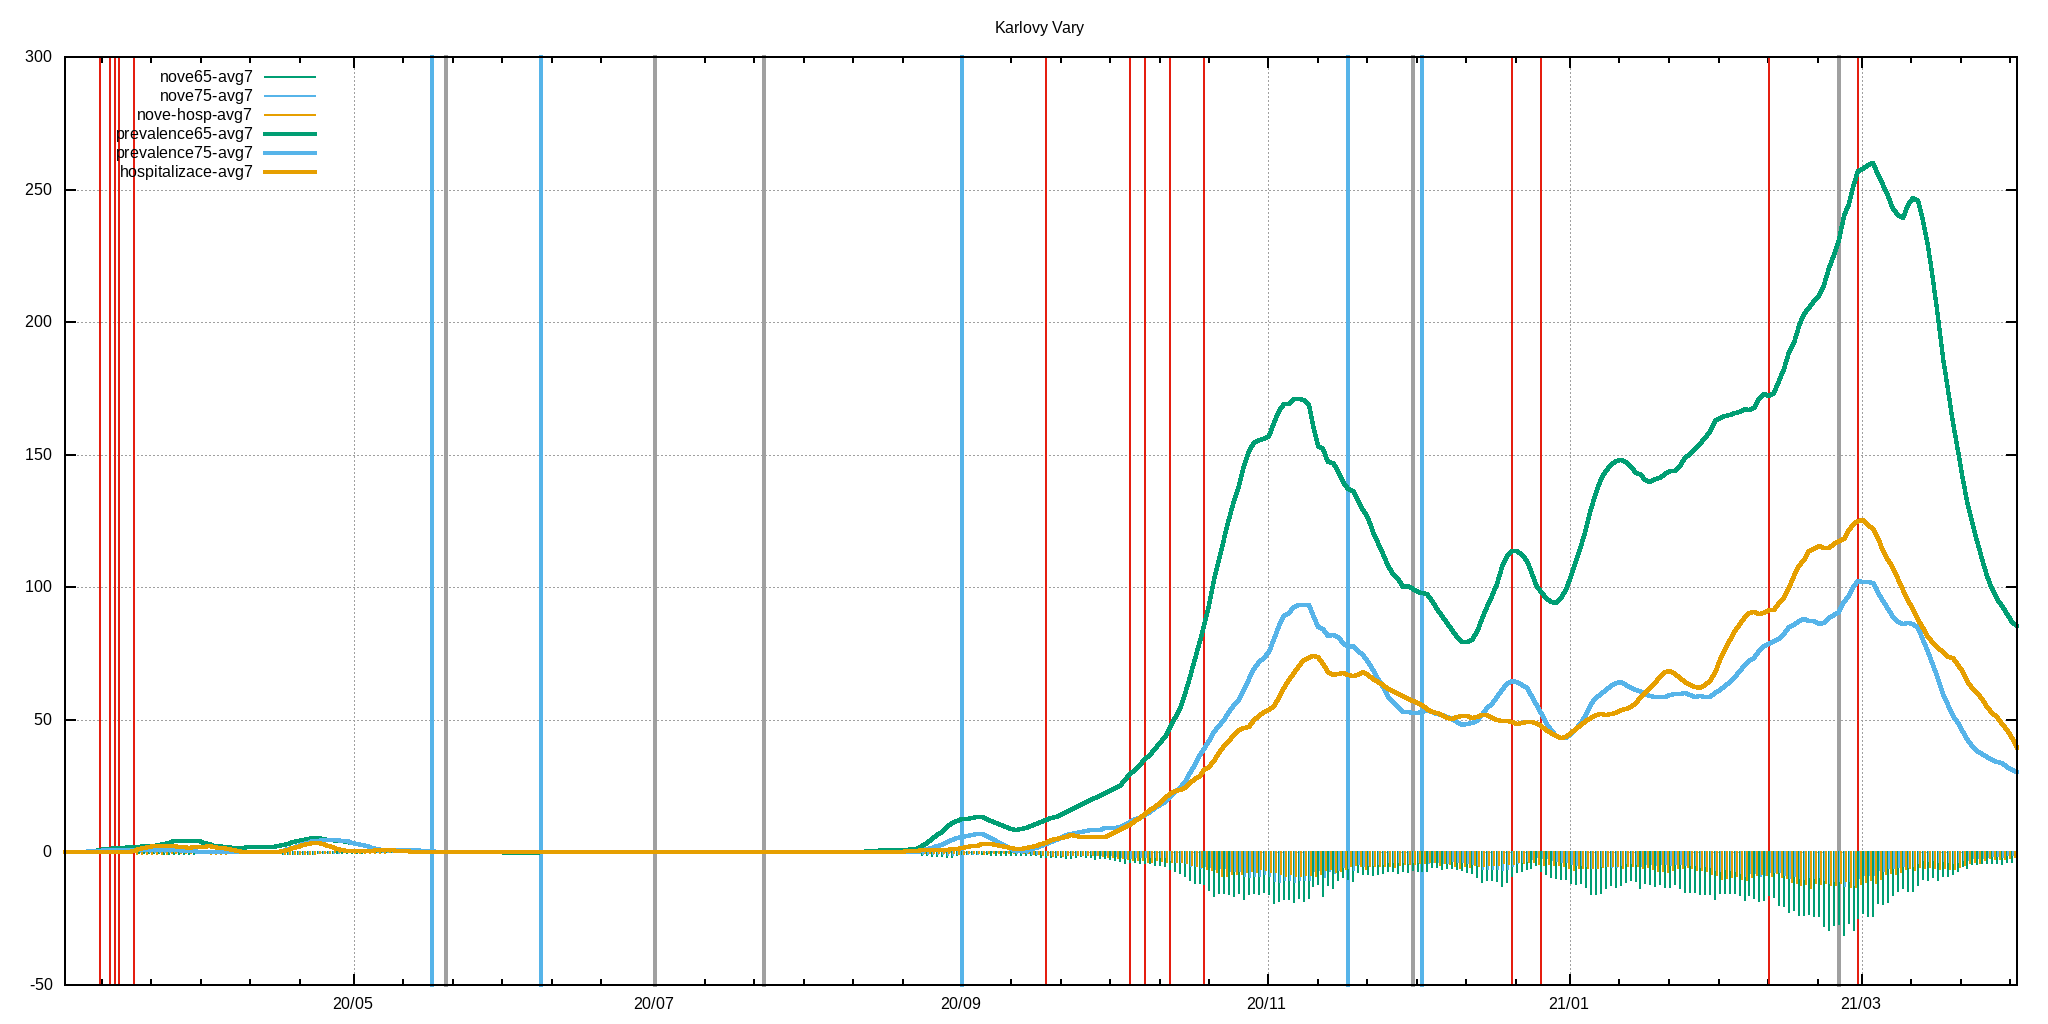 Karlovy Vary
300
250
200
150
100
50
0
-50
nove65-avg7
nove75-avg7
nove-hosp-avg7
prevalence65-avg7
prevalence75-avg7
hospitalizace-avg7
20/05 20/07 20/09 20/11 21/01 21/03